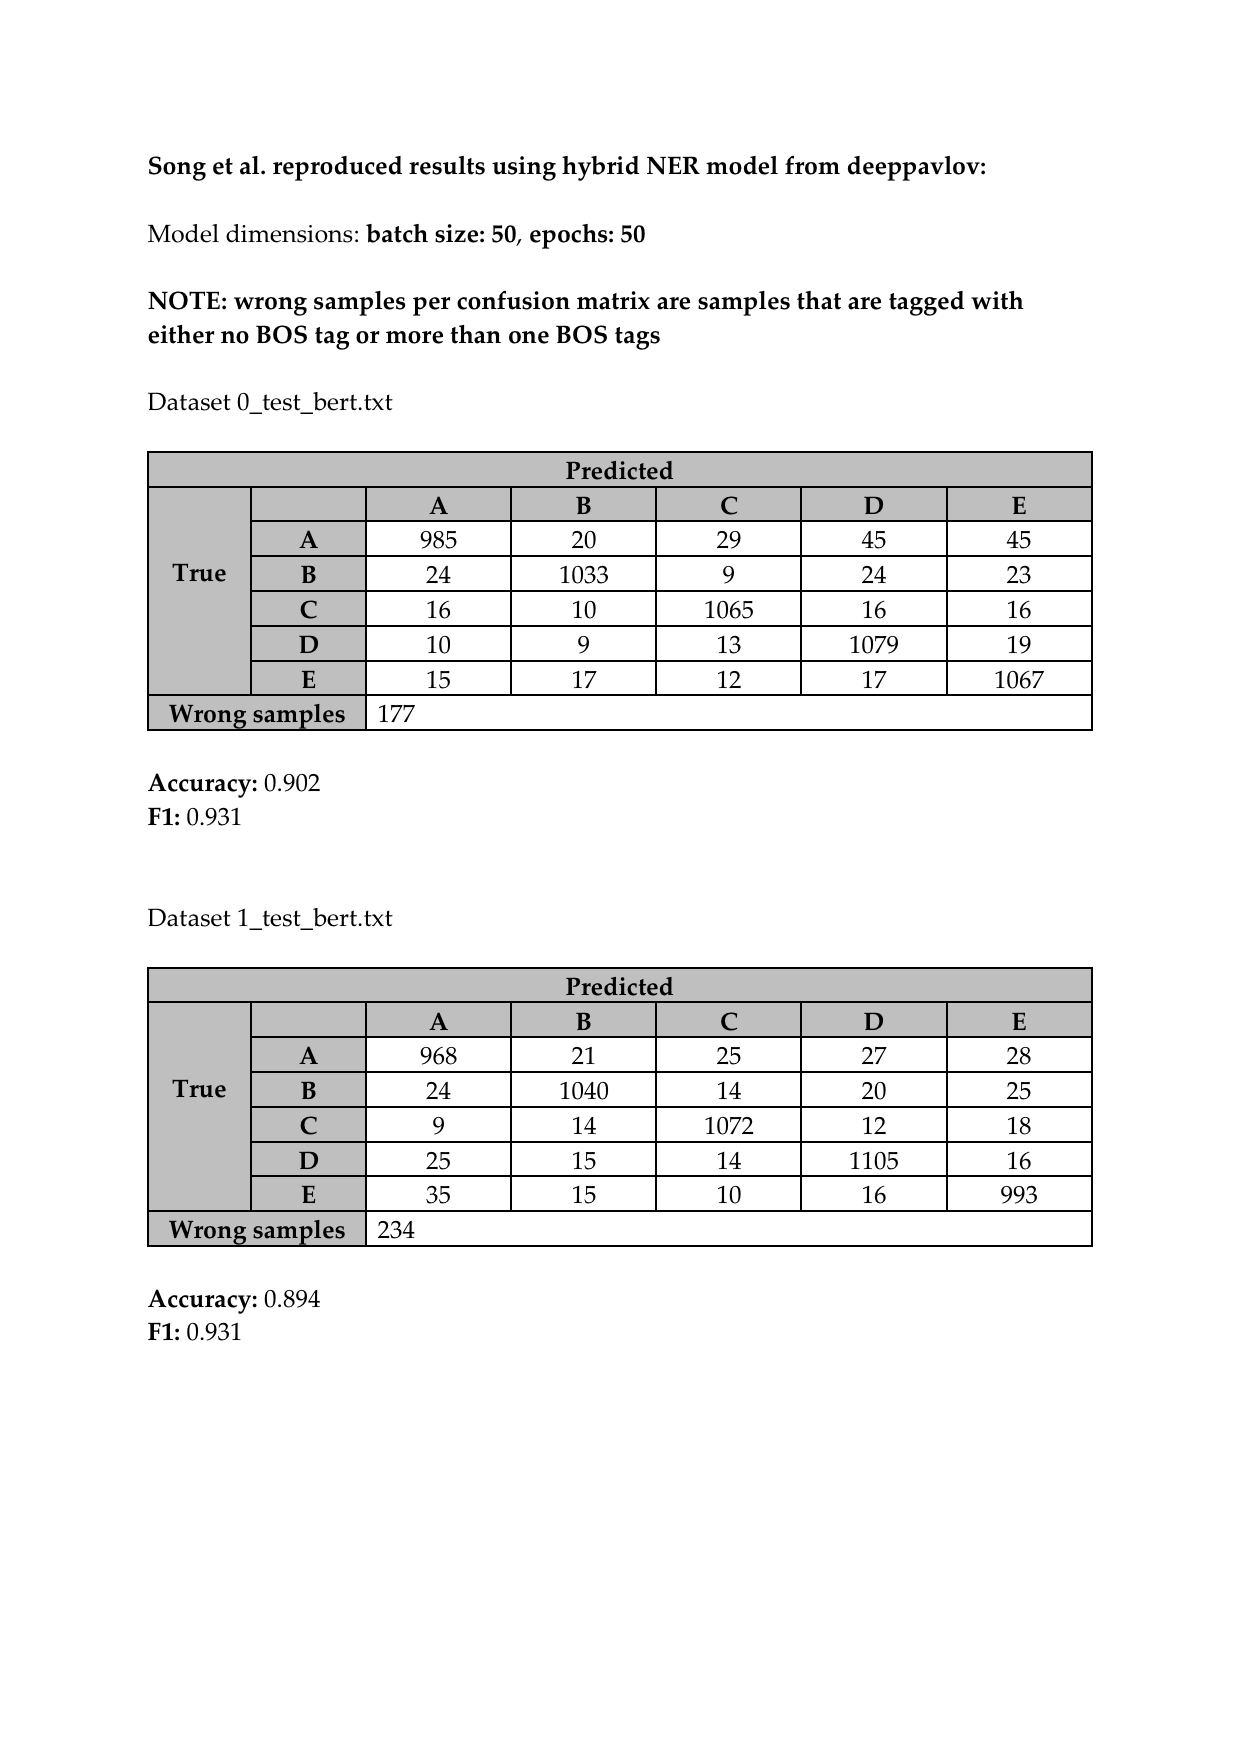 Song et al. reproduced results using hybrid NER model from deeppavlov:
Model dimensions: batch size: 50, epochs: 50
NOTE: wrong samples per confusion matrix are samples that are tagged with
either no BOS tag or more than one BOS tags
Dataset 0_test_bert.txt
Predicted
A B C D E
A 985 20 29 45 45
True B 24 1033 9 24 23
C 16 10 1065 16 16
D 10 9 13 1079 19
E 15 17 12 17 1067
Wrong samples 177
Accuracy: 0.902
F1: 0.931
Dataset 1_test_bert.txt
Predicted
A B C D E
A 968 21 25 27 28
True B 24 1040 14 20 25
C 9 14 1072 12 18
D 25 15 14 1105 16
E 35 15 10 16 993
Wrong samples 234
Accuracy: 0.894
F1: 0.931